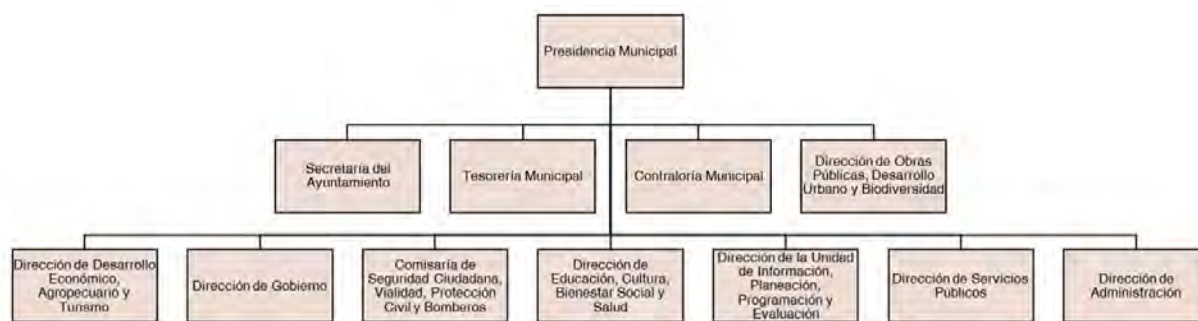 Presidencia Municipal
Secretaría del
Ayuntamiento
Tesorería Municipal
Contraloría Municipal
Dirección de Obras
Públicas, Desarrollo
Urbano y Biodiversidad
Dirección de Desarrollo
Económico,
Agropecuario y
Turismo
Dirección de Gobierno
Comisaría de
Seguridad Ciudadana,
Vialidad, Protección
Civil y Bomberos
Dirección de
Educación, Cultura,
Bienestar Social y
Salud
Dirección de la Unidad
de Información,
Planeación,
Programación y
Evaluación
Dirección de Servicios
Públicos
Dirección de
Administración